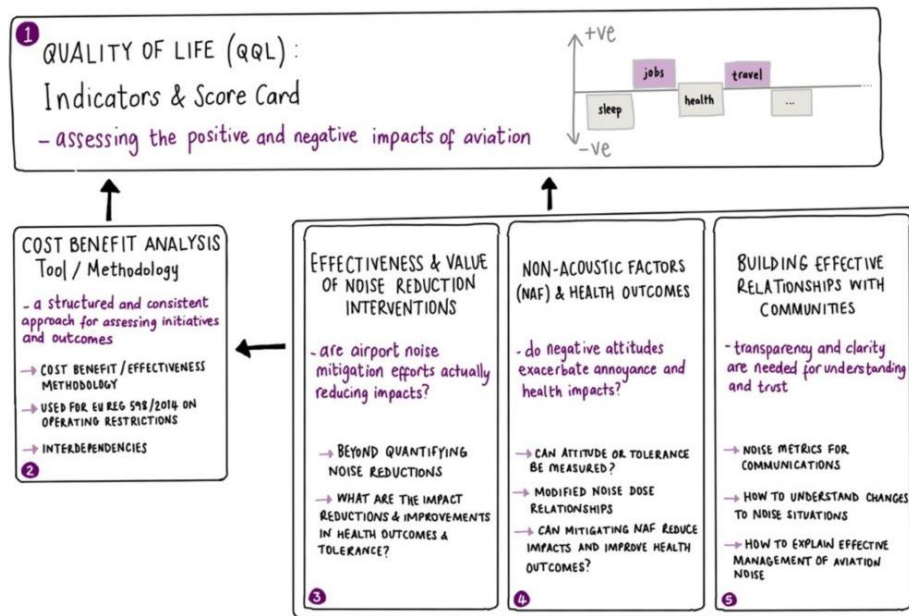 1
QUALITY OF LIFE (QQL) :
Indicators & Score Card
- assessing the positive and negative impacts of aviation
+ve
jobs
travel
sleep
health
...
-ve
COST BENEFIT ANALYSIS
Tool / Methodology
- a structured and consistent
approach for assessing initiatives
and outcomes
→ COST BENEFIT / EFFECTIVENESS
METHODOLOGY
→ USED FOR EU REG 598/2014 ON
OPERATING RESTRICTIONS
→ INTERDEPENDENCIES
2
EFFECTIVENESS & VALUE
OF NOISE REDUCTION
INTERVENTIONS
- are airport noise
mitigation efforts actually
reducing impacts?
→ BEYOND QUANTIFYING
NOISE REDUCTIONS
→ WHAT ARE THE IMPACT
REDUCTIONS & IMPROVEMENTS
IN HEALTH OUTCOMES &
TOLERANCE?
3
NON-ACOUSTIC FACTORS
(NAF) & HEALTH OUTCOMES
- do negative attitudes
exacerbate annoyance and
health impacts?
→ CAN ATTITUDE OR TOLERANCE
BE MEASURED?
→ MODIFIED NOISE DOSE
RELATIONSHIPS
→ CAN MITIGATING NAF REDUCE
IMPACTS AND IMPROVE HEALTH
OUTCOMES?
4
BUILDING EFFECTIVE
RELATIONSHIPS WITH
COMMUNITIES
- transparency and clarity
are needed for understanding
and trust
→ NOISE METRICS FOR
COMMUNICATIONS
→ HOW TO UNDERSTAND CHANGES
TO NOISE SITUATIONS
→ HOW TO EXPLAIN EFFECTIVE
MANAGEMENT OF AVIATION
NOISE
5